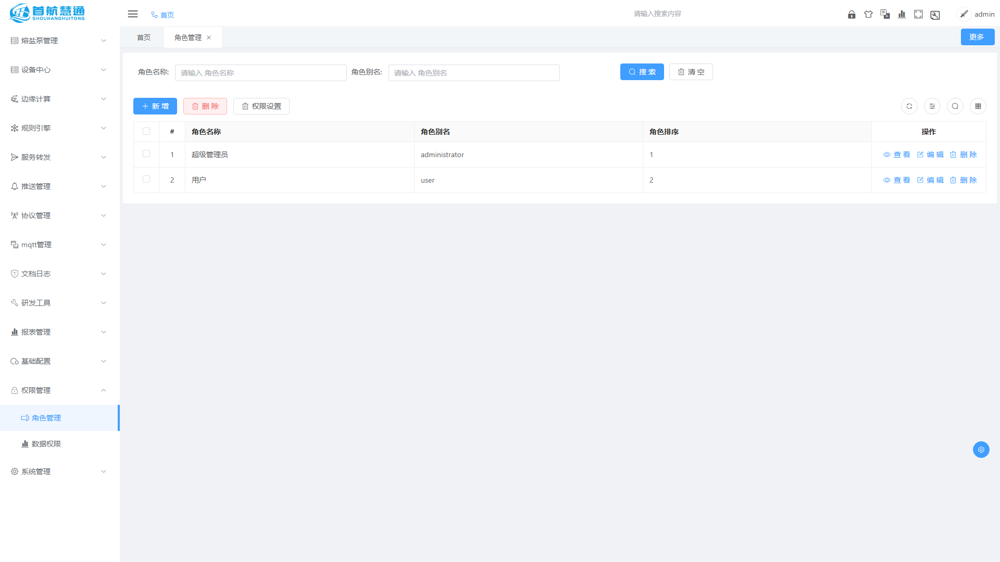 首航慧通
SHOUHANGHUITONG
首页
请输入搜索内容
admin
熔盐泵管理
设备中心
边缘计算
规则引擎
服务转发
推送管理
协议管理
mqtt管理
文档日志
研发工具
报表管理
基础配置
权限管理
角色管理
数据权限
系统管理
首页
角色管理
更多
角色名称:
请输入 角色名称
角色别名:
请输入 角色别名
搜 索
清 空
新 增
删 除
权限设置
# 角色名称 角色别名 角色排序 操作
1 超级管理员 administrator 1 查 看 编 辑 删 除
2 用户 user 2 查 看 编 辑 删 除